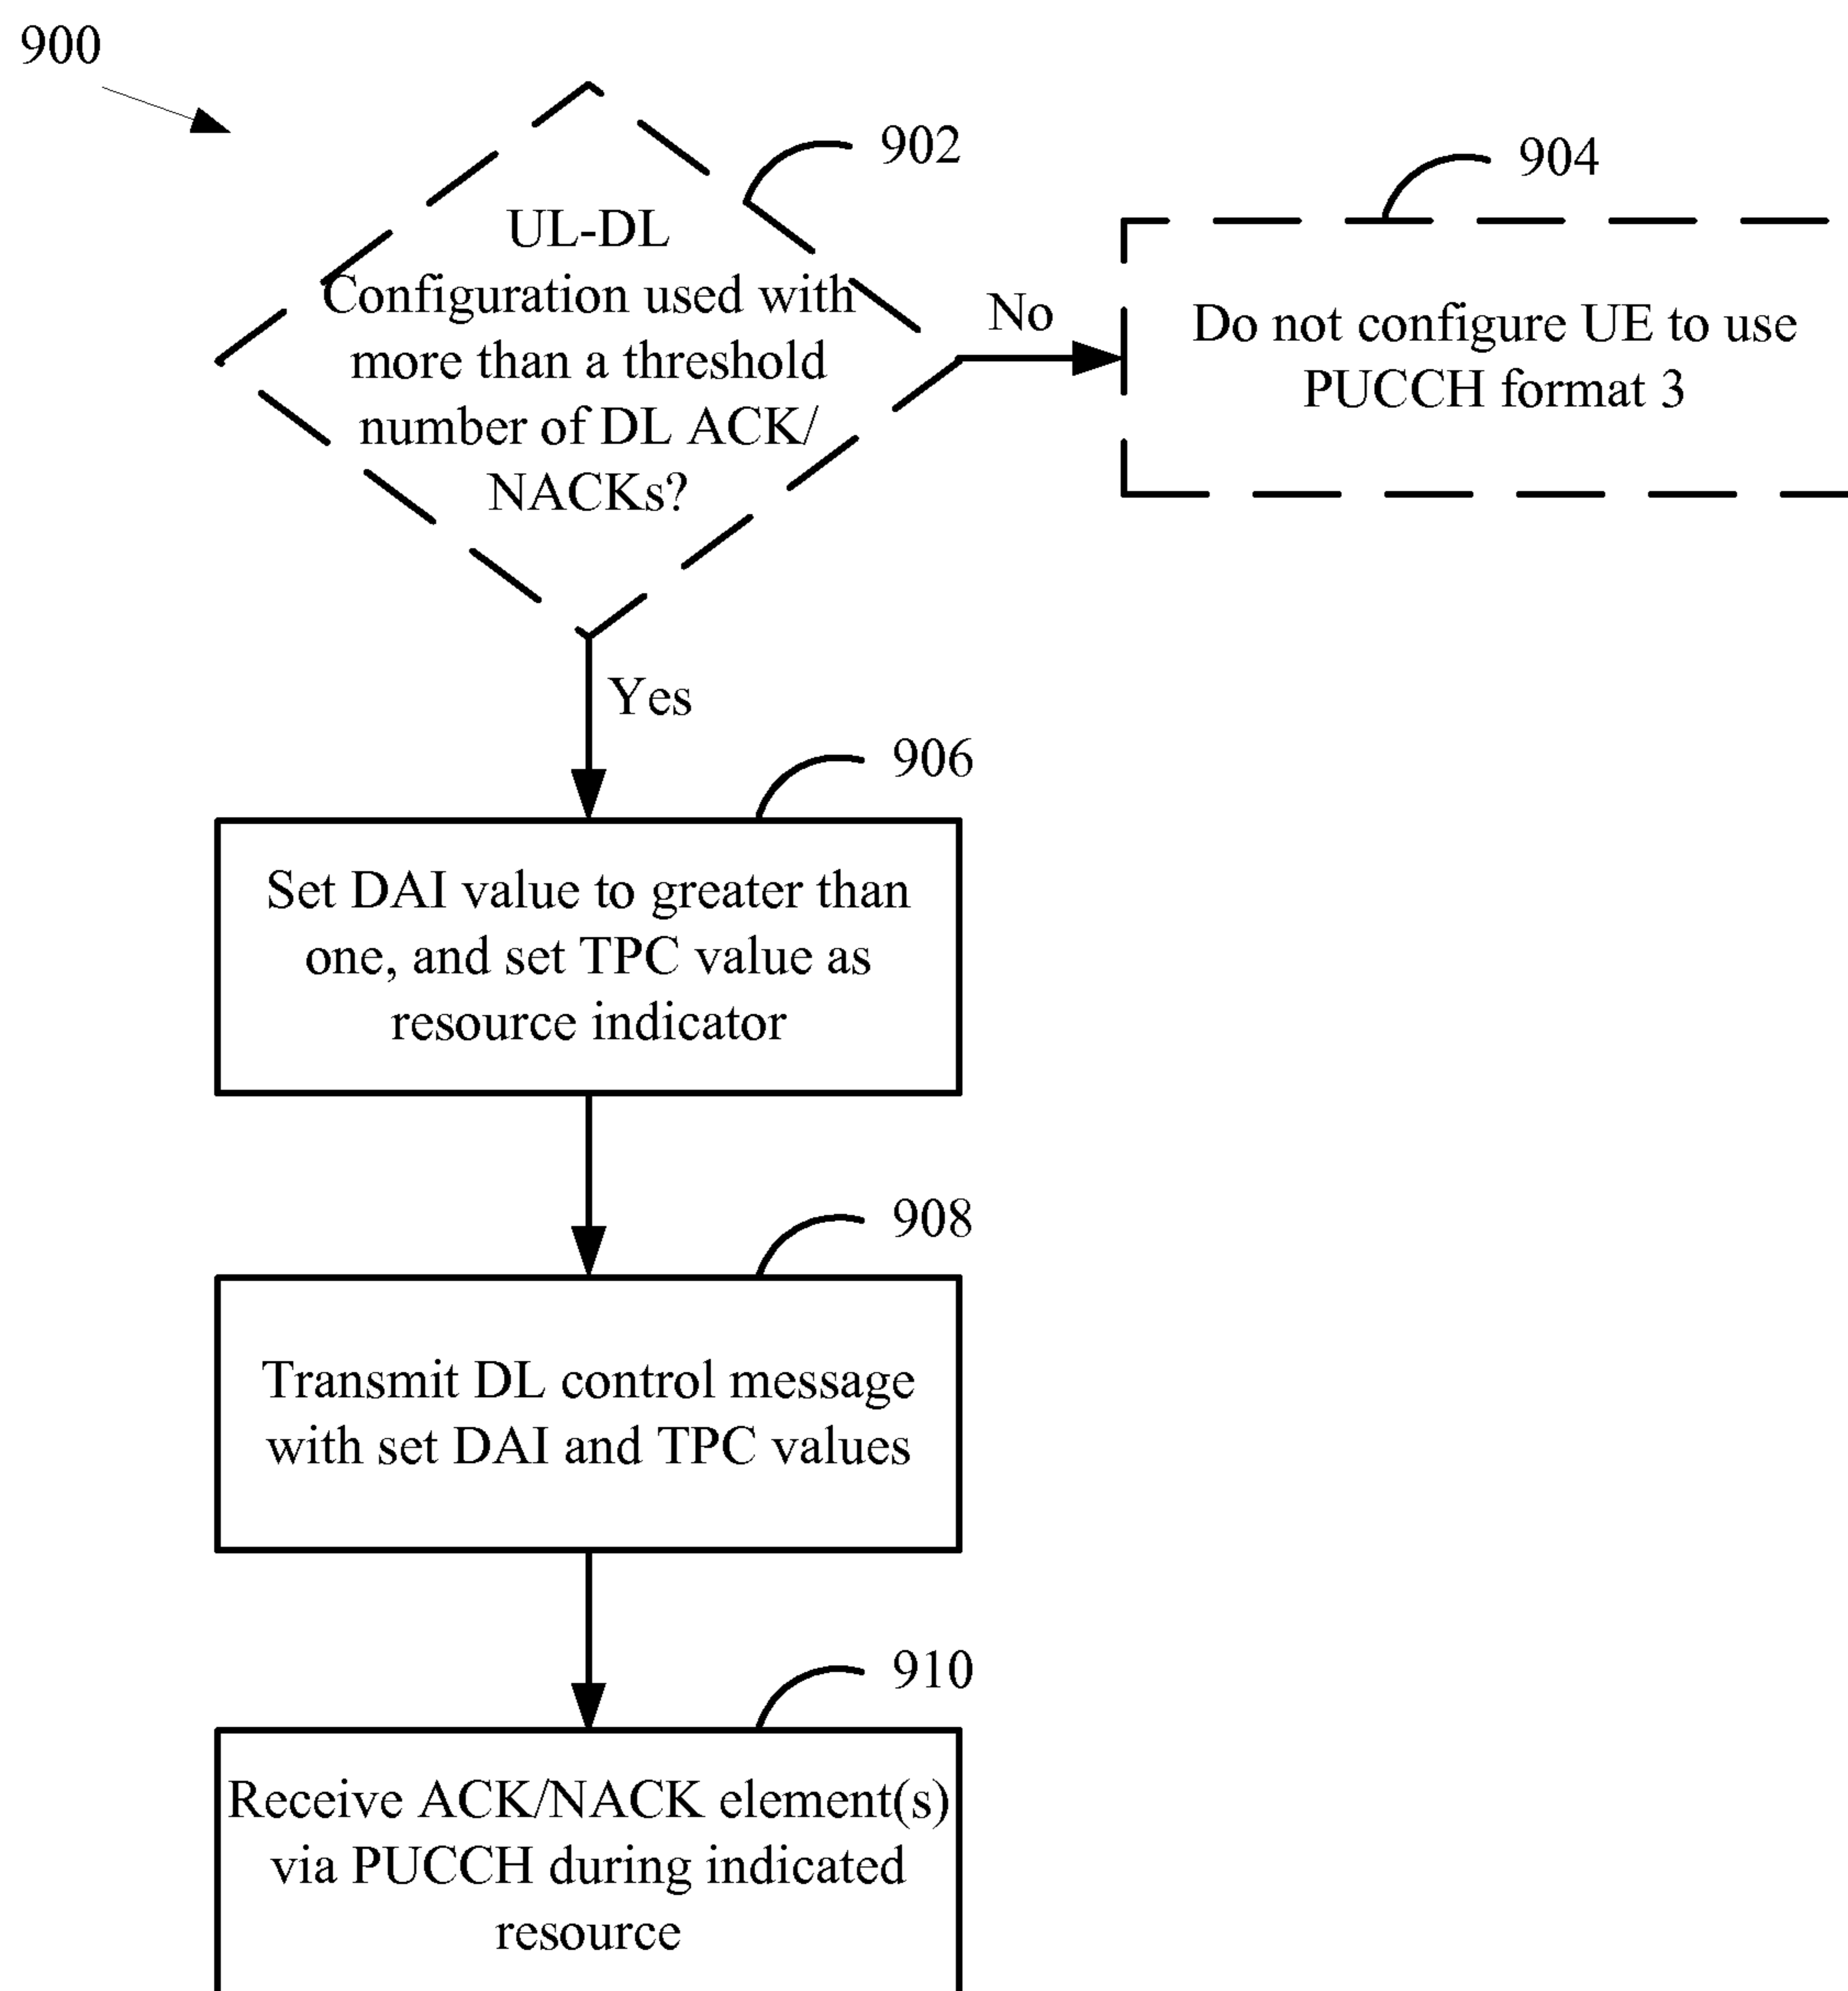 900
902
UL-DL
Configuration used with
more than a threshold
number of DL ACK/
NACKs?
No
904
Do not configure UE to use
PUCCH format 3
Yes
906
Set DAI value to greater than
one, and set TPC value as
resource indicator
908
Transmit DL control message
with set DAI and TPC values
910
Receive ACK/NACK element(s)
via PUCCH during indicated
resource